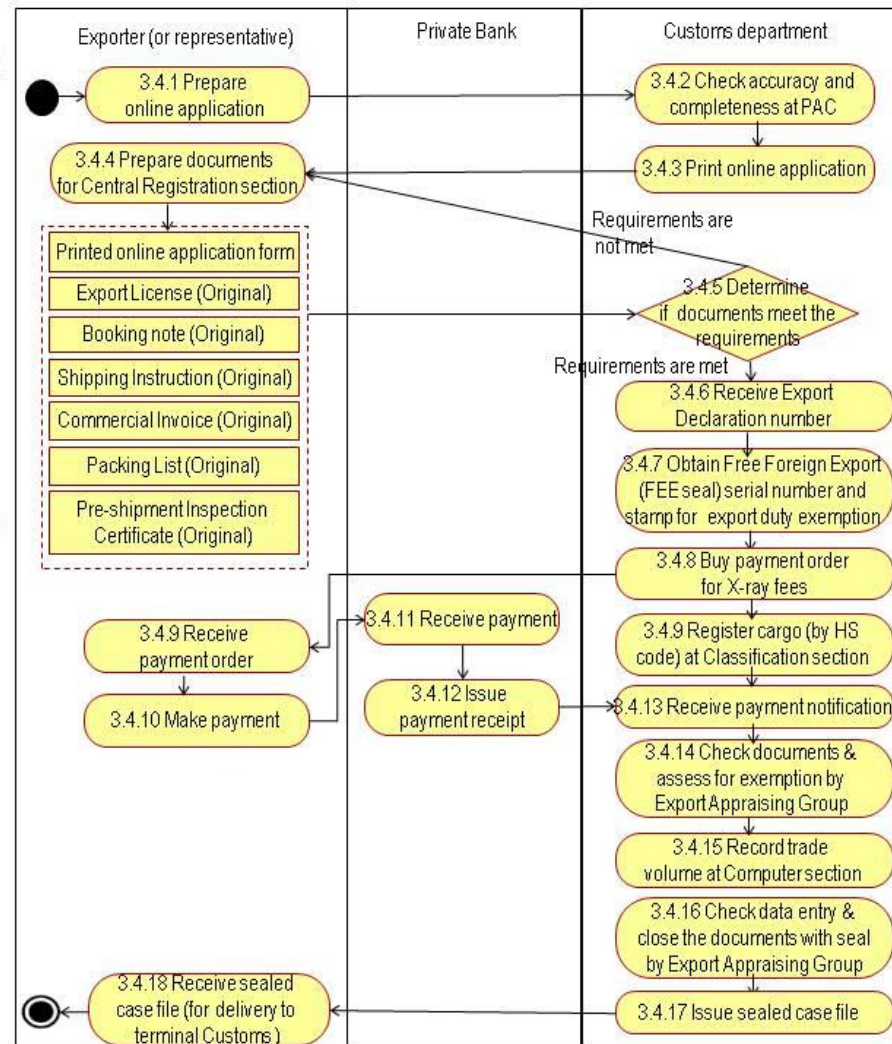 Exporter (or representative)
Private Bank
Customs department
3.4.1 Prepare
online application
3.4.2 Check accuracy and
completeness at PAC
3.4.4 Prepare documents
for Central Registration section
3.4.3 Print online application
Requirements are
not met
Printed online application form
Export License (Original)
Booking note (Original)
Shipping Instruction (Original)
Commercial Invoice (Original)
Packing List (Original)
Pre-shipment Inspection
Certificate (Original)
3.4.5 Determine
if documents meet the
requirements
Requirements are met
3.4.6 Receive Export
Declaration number
3.4.7 Obtain Free Foreign Export
(FEE seal) serial number and
stamp for export duty exemption
3.4.8 Buy payment order
for X-ray fees
3.4.9 Receive
payment order
3.4.11 Receive payment
3.4.9 Register cargo (by HS
code) at Classification section
3.4.10 Make payment
3.4.12 Issue
payment receipt
3.4.13 Receive payment notification
3.4.14 Check documents &
assess for exemption by
Export Appraising Group
3.4.15 Record trade
volume at Computer section
3.4.16 Check data entry &
close the documents with seal
by Export Appraising Group
3.4.18 Receive sealed
case file (for delivery to
terminal Customs)
3.4.17 Issue sealed case file